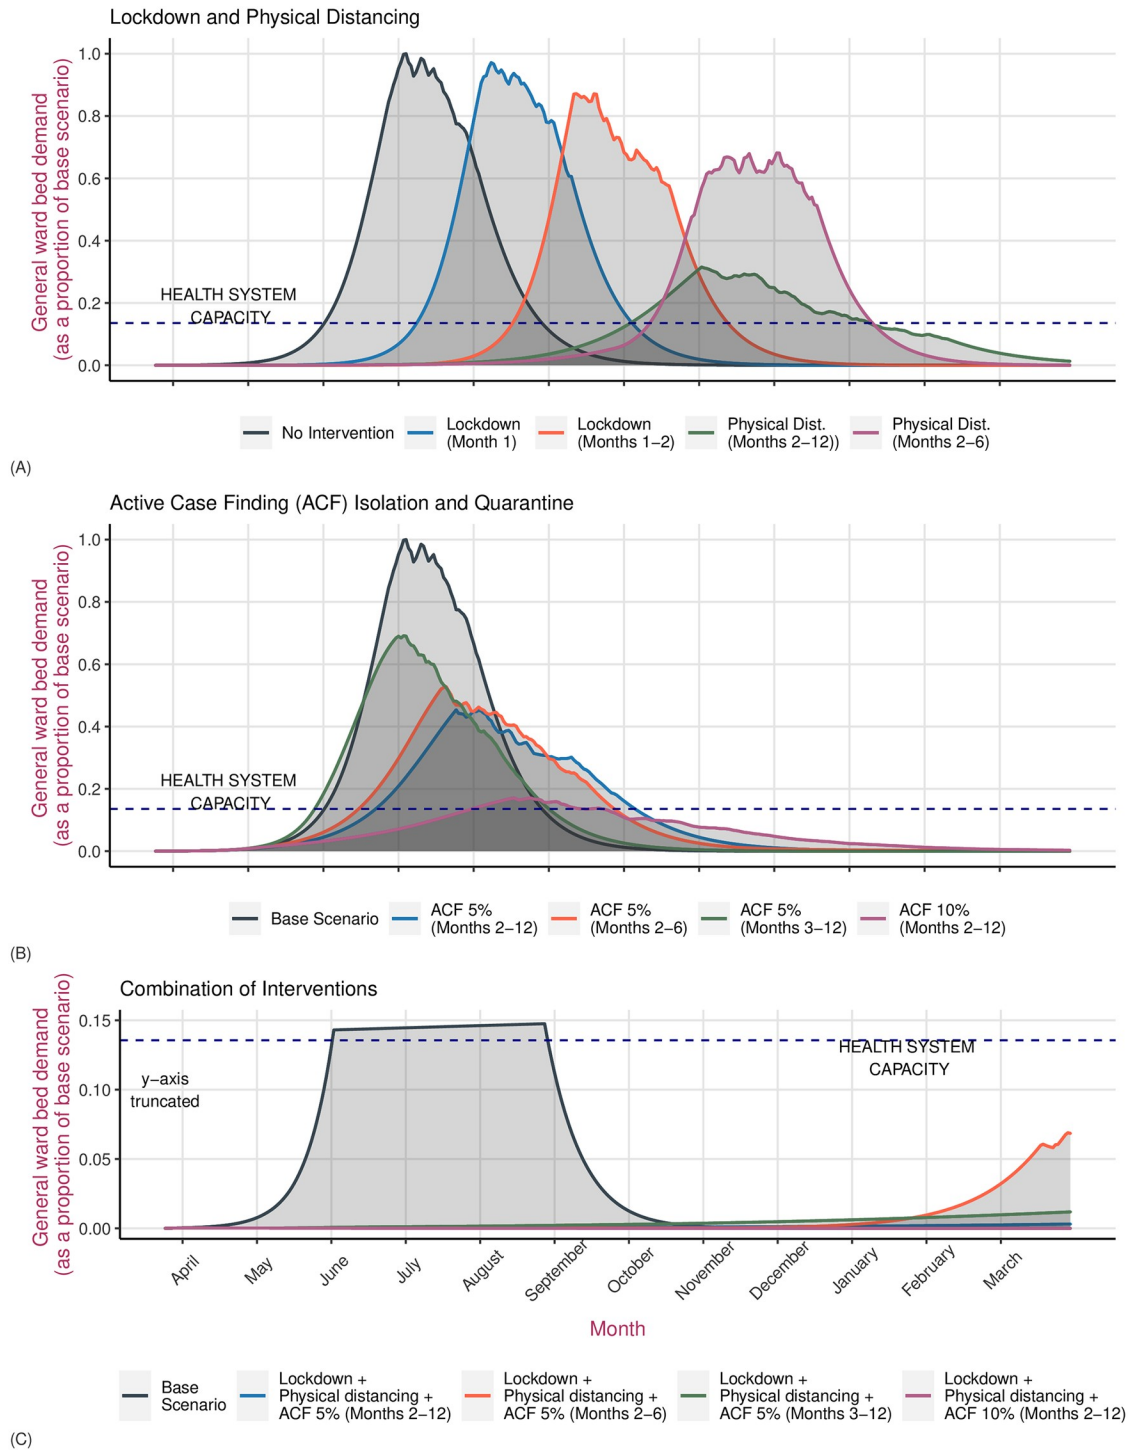 Lockdown and Physical Distancing
General ward bed demand
(as a proportion of base scenario)
1.0
0.8
0.6
0.4
0.2
0.0
HEALTH SYSTEM
CAPACITY
No Intervention
Lockdown
(Month 1)
Lockdown
(Months 1−2)
Physical Dist.
(Months 2−12))
Physical Dist.
(Months 2−6)
(A)
Active Case Finding (ACF) Isolation and Quarantine
General ward bed demand
(as a proportion of base scenario)
1.0
0.8
0.6
0.4
0.2
0.0
HEALTH SYSTEM
CAPACITY
Base Scenario
ACF 5%
(Months 2−12)
ACF 5%
(Months 2−6)
ACF 5%
(Months 3−12)
ACF 10%
(Months 2−12)
(B)
Combination of Interventions
General ward bed demand
(as a proportion of base scenario)
0.15
0.10
0.05
0.00
HEALTH SYSTEM
CAPACITY
y−axis
truncated
April
May
June
July
August
September
October
November
December
January
February
March
Month
Base
Scenario
Lockdown +
Physical distancing +
ACF 5% (Months 2−12)
Lockdown +
Physical distancing +
ACF 5% (Months 2−6)
Lockdown +
Physical distancing +
ACF 5% (Months 3−12)
Lockdown +
Physical distancing +
ACF 10% (Months 2−12)
(C)